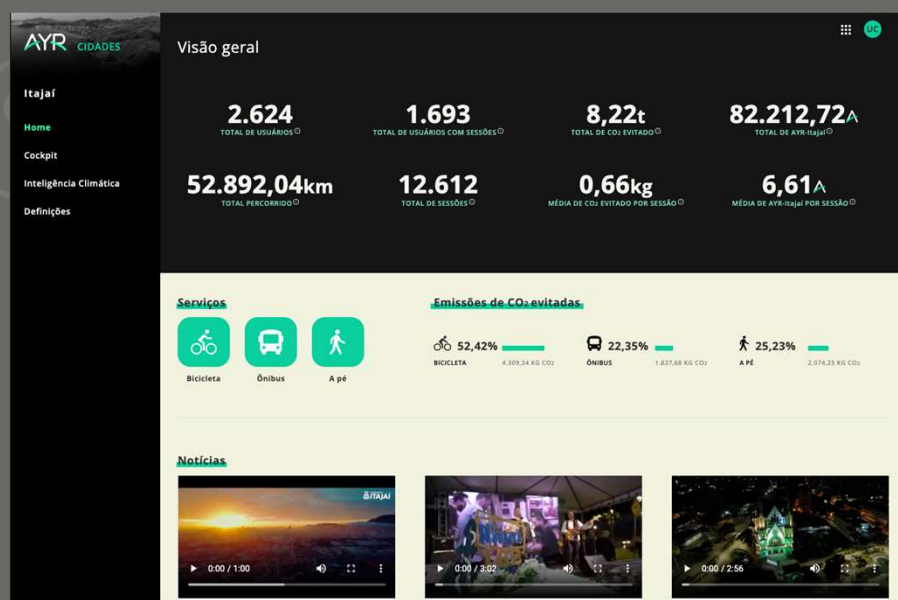 AYR CIDADES
Itajaí
Home
Cockpit
Inteligência Climática
Definições
Visão geral
UC
2.624
TOTAL DE USUÁRIOS
1.693
TOTAL DE USUÁRIOS COM SESSÕES
8,22t
TOTAL DE CO₂ EVITADO
82.212,72A
TOTAL DE AYR-Itajaí
52.892,04km
TOTAL PERCORRIDO
12.612
TOTAL DE SESSÕES
0,66kg
MÉDIA DE CO₂ EVITADO POR SESSÃO
6,61A
MÉDIA DE AYR-Itajaí POR SESSÃO
Serviços
Bicicleta
Ônibus
A pé
Emissões de CO₂ evitadas
52,42%
BICICLETA
4.309,34 KG CO₂
22,35%
ÔNIBUS
1.837,68 KG CO₂
25,23%
A PÉ
2.074,25 KG CO₂
Notícias
ITAJAÍ
0:00 / 1:00
0:00 / 3:02
0:00 / 2:56